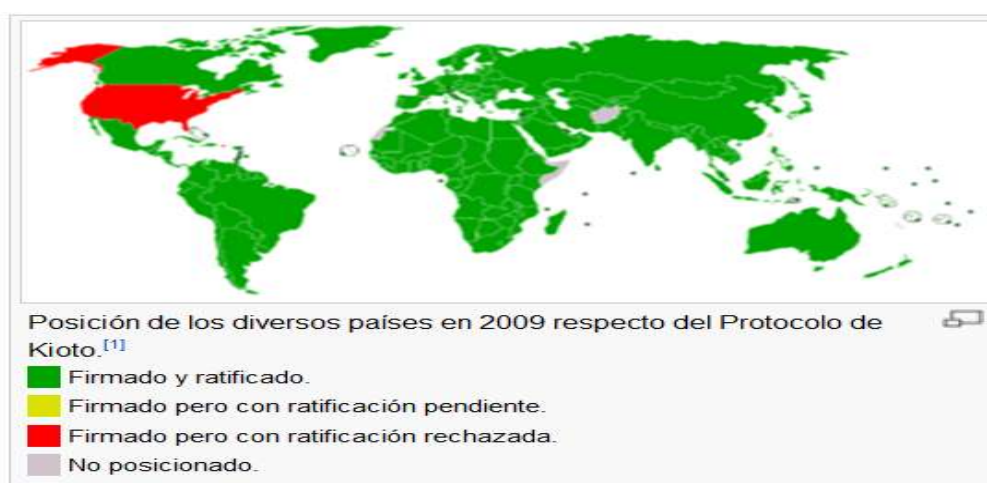 Posición de los diversos países en 2009 respecto del Protocolo de
Kioto.[1]
Firmado y ratificado.
Firmado pero con ratificación pendiente.
Firmado pero con ratificación rechazada.
No posicionado.